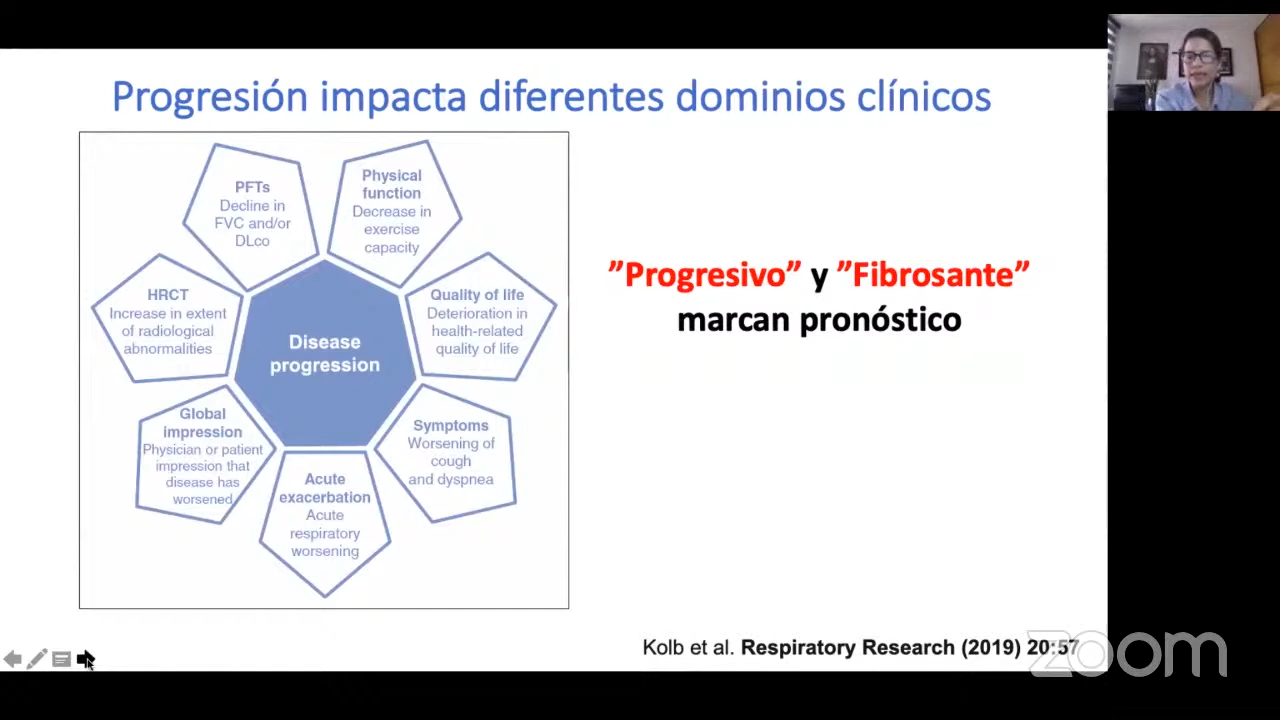 Progresión impacta diferentes dominios clínicos
PFTs
Decline in
FVC and/or
DLco
Physical
function
Decrease in
exercise
capacity
HRCT
Increase in extent
of radiological
abnormalities
Quality of life
Deterioration in
health-related
quality of life
Disease
progression
Global
impression
Physician or patient
impression that
disease has
worsened
Symptoms
Worsening of
cough
and dyspnea
Acute
exacerbation
Acute
respiratory
worsening
”Progresivo” y ”Fibrosante”
marcan pronóstico
Kolb et al. Respiratory Research (2019) 20:57
zoom